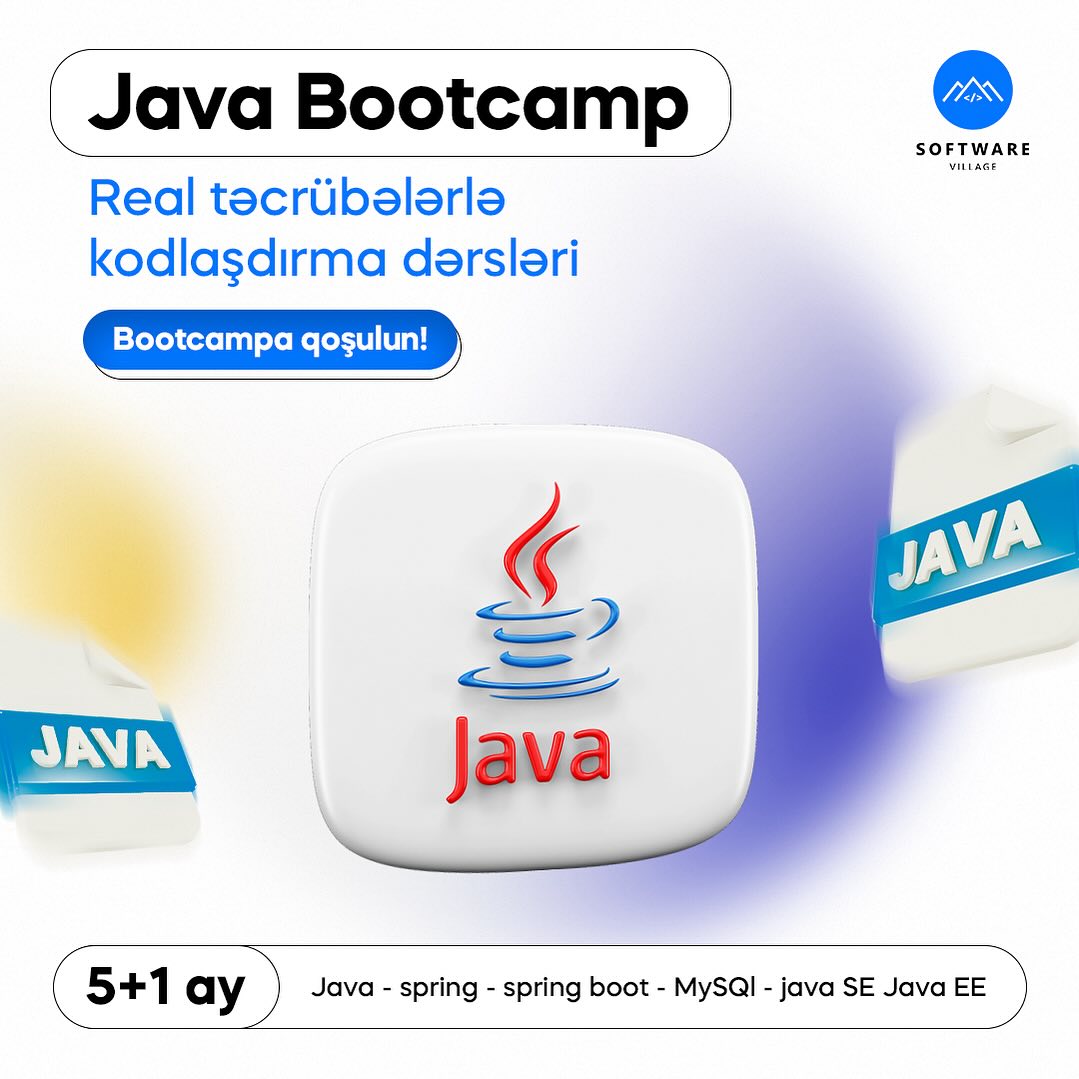 Java Bootcamp
SOFTWARE
VILLAGE
Real təcrübələrlə
kodlaşdırma dərsləri
Bootcampa qoşulun!
JAVA
Java
JAVA
5+1 ay
Java - spring - spring boot - MySQl - java SE Java EE